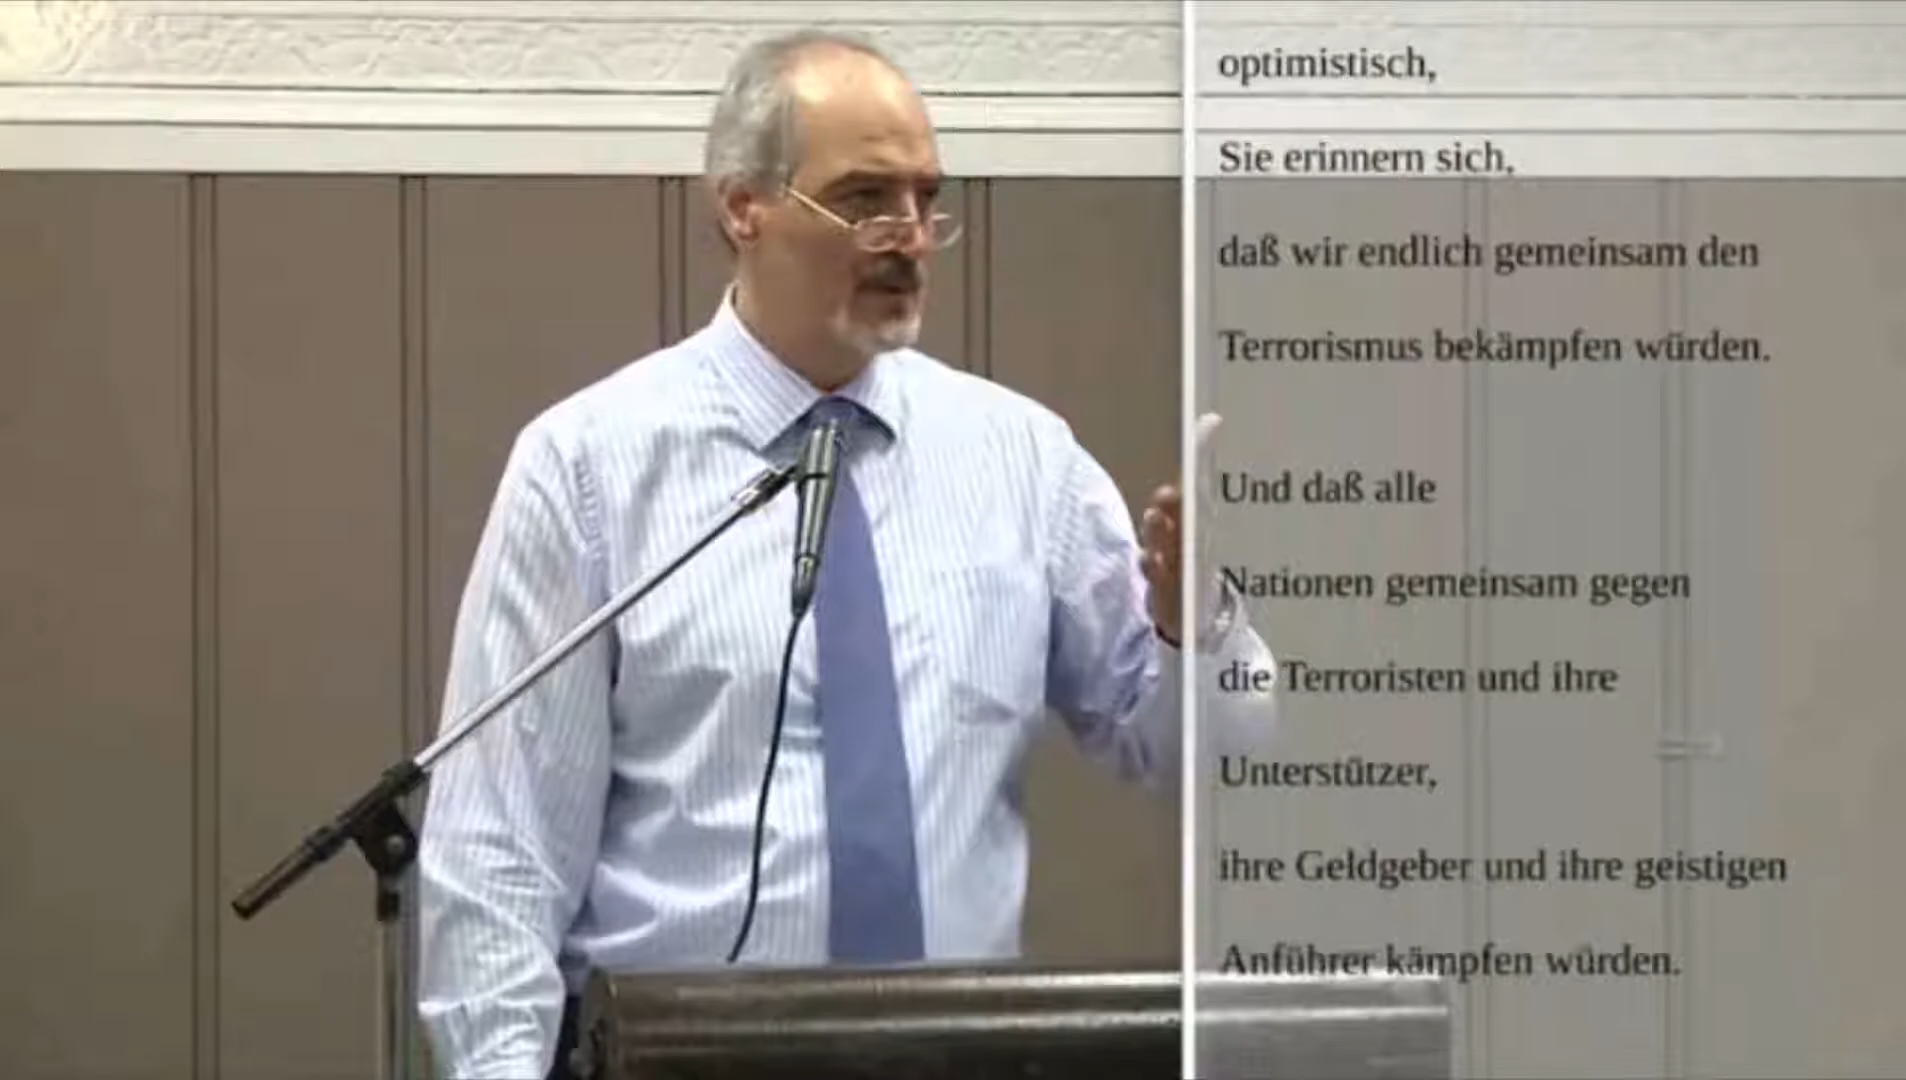 optimistisch,
Sie erinnern sich,
daß wir endlich gemeinsam den
Terrorismus bekämpfen würden.
Und daß alle
Nationen gemeinsam gegen
die Terroristen und ihre
Unterstützer,
ihre Geldgeber und ihre geistigen
Anführer kämpfen würden.